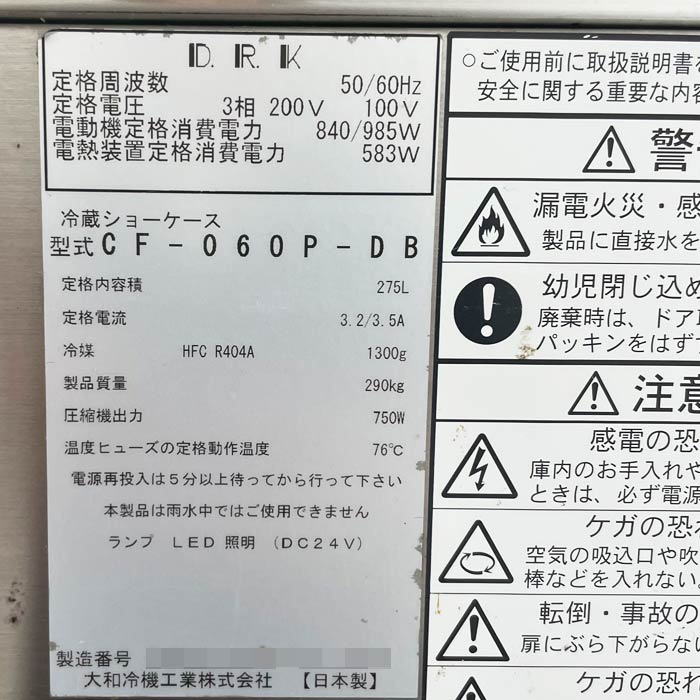 D.R.K
定格周波数 50/60Hz
定格電圧 3相 200V 100V
電動機定格消費電力 840/985W
電熱装置定格消費電力 583W
冷蔵ショーケース
型式 CF-060P-DB
定格内容積 275L
定格電流 3.2/3.5A
冷媒 HFC R404A 1300g
製品質量 290kg
圧縮機出力 750W
温度ヒューズの定格動作温度 76℃
電源再投入は5分以上待ってから行って下さい
本製品は雨水中ではご使用できません
ランプ LED 照明 (DC24V)
製造番号
大和冷機工業株式会社 【日本製】
○ご使用前に取扱説明書を
安全に関する重要な内容
警
漏電火災・感
製品に直接水を
幼児閉じ込め
廃棄時は、ドア
パッキンをはず
注意
感電の恐
庫内のお手入れや
ときは、必ず電源
ケガの恐れ
空気の吸込口や吹
棒などを入れない
転倒・事故の
扉にぶら下がらない
ケガの恐